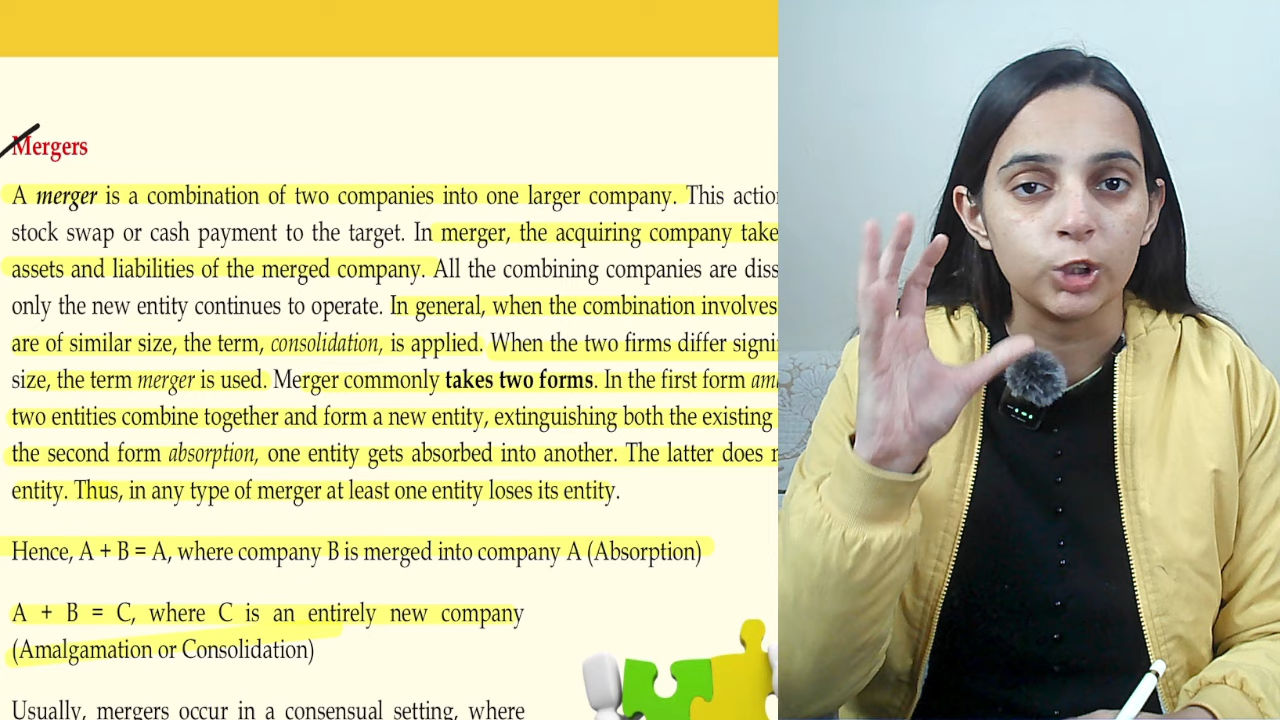 Mergers
A merger is a combination of two companies into one larger company. This
stock swap or cash payment to the target. In merger, the acquiring company
assets and liabilities of the merged company. All the combining companies are
only the new entity continues to operate. In general, when the combination involves
are of similar size, the term, consolidation, is applied. When the two firms differ
size, the term merger is used. Merger commonly takes two forms. In the first form
two entities combine together and form a new entity, extinguishing both the existing
the second form absorption, one entity gets absorbed into another. The latter does
entity. Thus, in any type of merger at least one entity loses its entity.
Hence, A + B = A, where company B is merged into company A (Absorption)
A + B = C, where C is an entirely new company
(Amalgamation or Consolidation)
Usually, mergers occur in a consensual setting, where